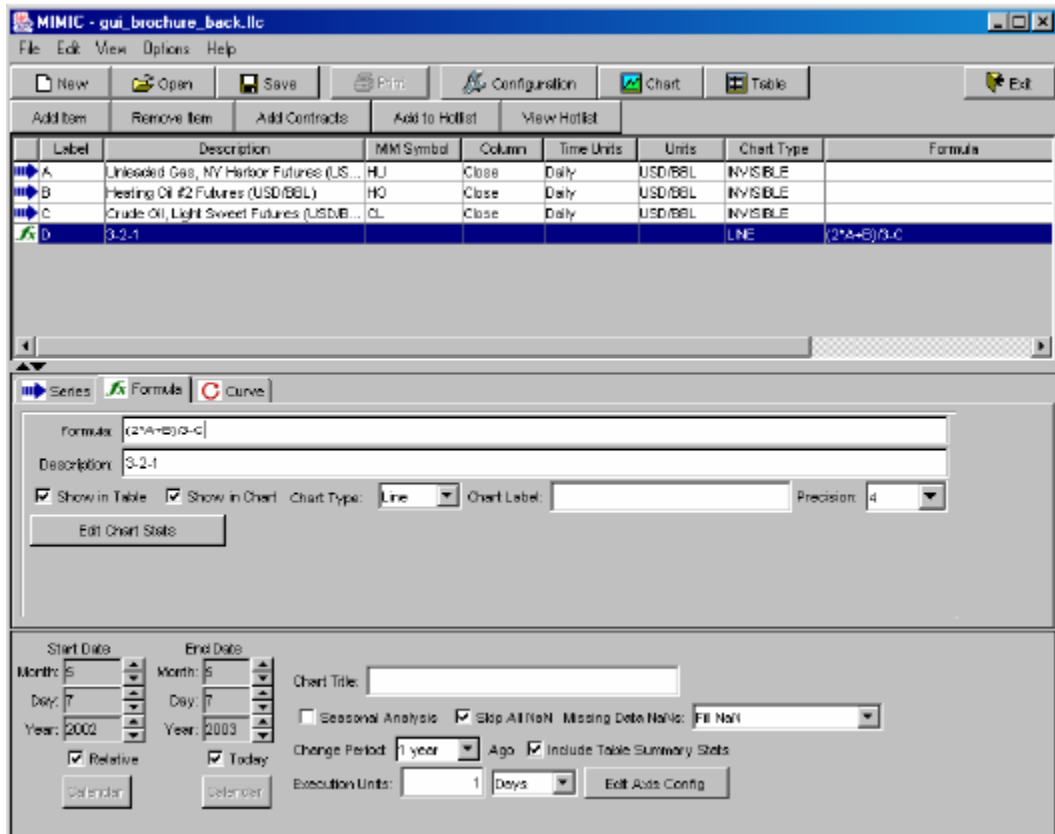 MIMIC - gui_brochure_back.llc
File Edit View Options Help
New Open Save Print Configuration Chart Table Exit
Add Item Remove Item Add Contracts Add to Hotlist View Hotlist
Label Description MM Symbol Column Time Units Units Chart Type Formula
A Unleaded Gas, NY Harbor Futures (US... HU Close Daily USD/BBL INVISIBLE
B Heating Oil #2 Futures (USD/BBL) HO Close Daily USD/BBL INVISIBLE
C Crude Oil, Light Sweet Futures (USD/B... CL Close Daily USD/BBL INVISIBLE
fx D 3-2-1 LINE (2*A+B)/3-C
Series fx Formula C Curve
Formula: (2*A+B)/3-C
Description: 3-2-1
Show in Table Show in Chart Chart Type: Line Chart Label: Precision: 4
Edit Chart Stats
Start Date End Date
Month: 5 Month: 5
Day: 7 Day: 7
Year: 2002 Year: 2003
Relative Today
Calendar Calendar
Chart Title:
Seasonal Analysis Skip All NaN Missing Data NaNs: Fill NaN
Change Period: 1 year Ago Include Table Summary Stats
Execution Units: 1 Days Edit Axis Config